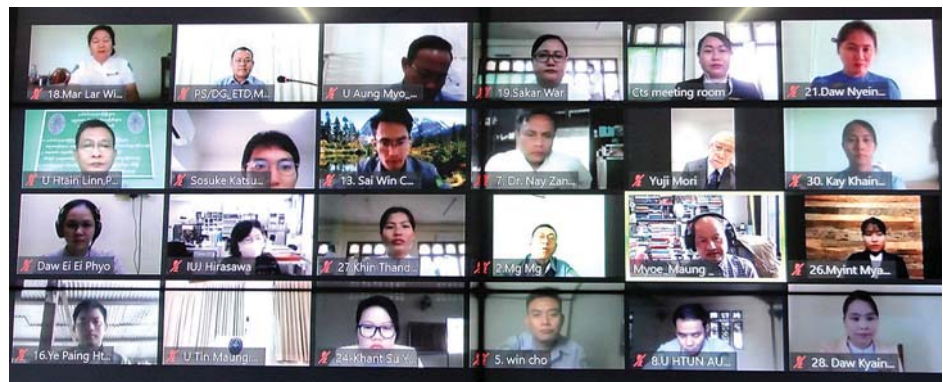 18.Mar Lar Wi...
PS/DG_ETD,M...
U Aung Myo_...
19.Sakar War
Cts meeting room
21.Daw Nyein...
U Htain Linn,P...
Sosuke Katsu...
13. Sai Win C...
7. Dr. Nay Zan...
Yuji Mori
30. Kay Khain...
Daw Ei Ei Phyo
IUJ Hirasawa
27 Khin Thand...
2.Mg Mg
Myoe_Maung_
26.Myint Mya...
16.Ye Paing Ht...
U Tin Maung...
24-Khant Su Y...
5. win cho
8.U HTUN AU...
28. Daw Kyain...